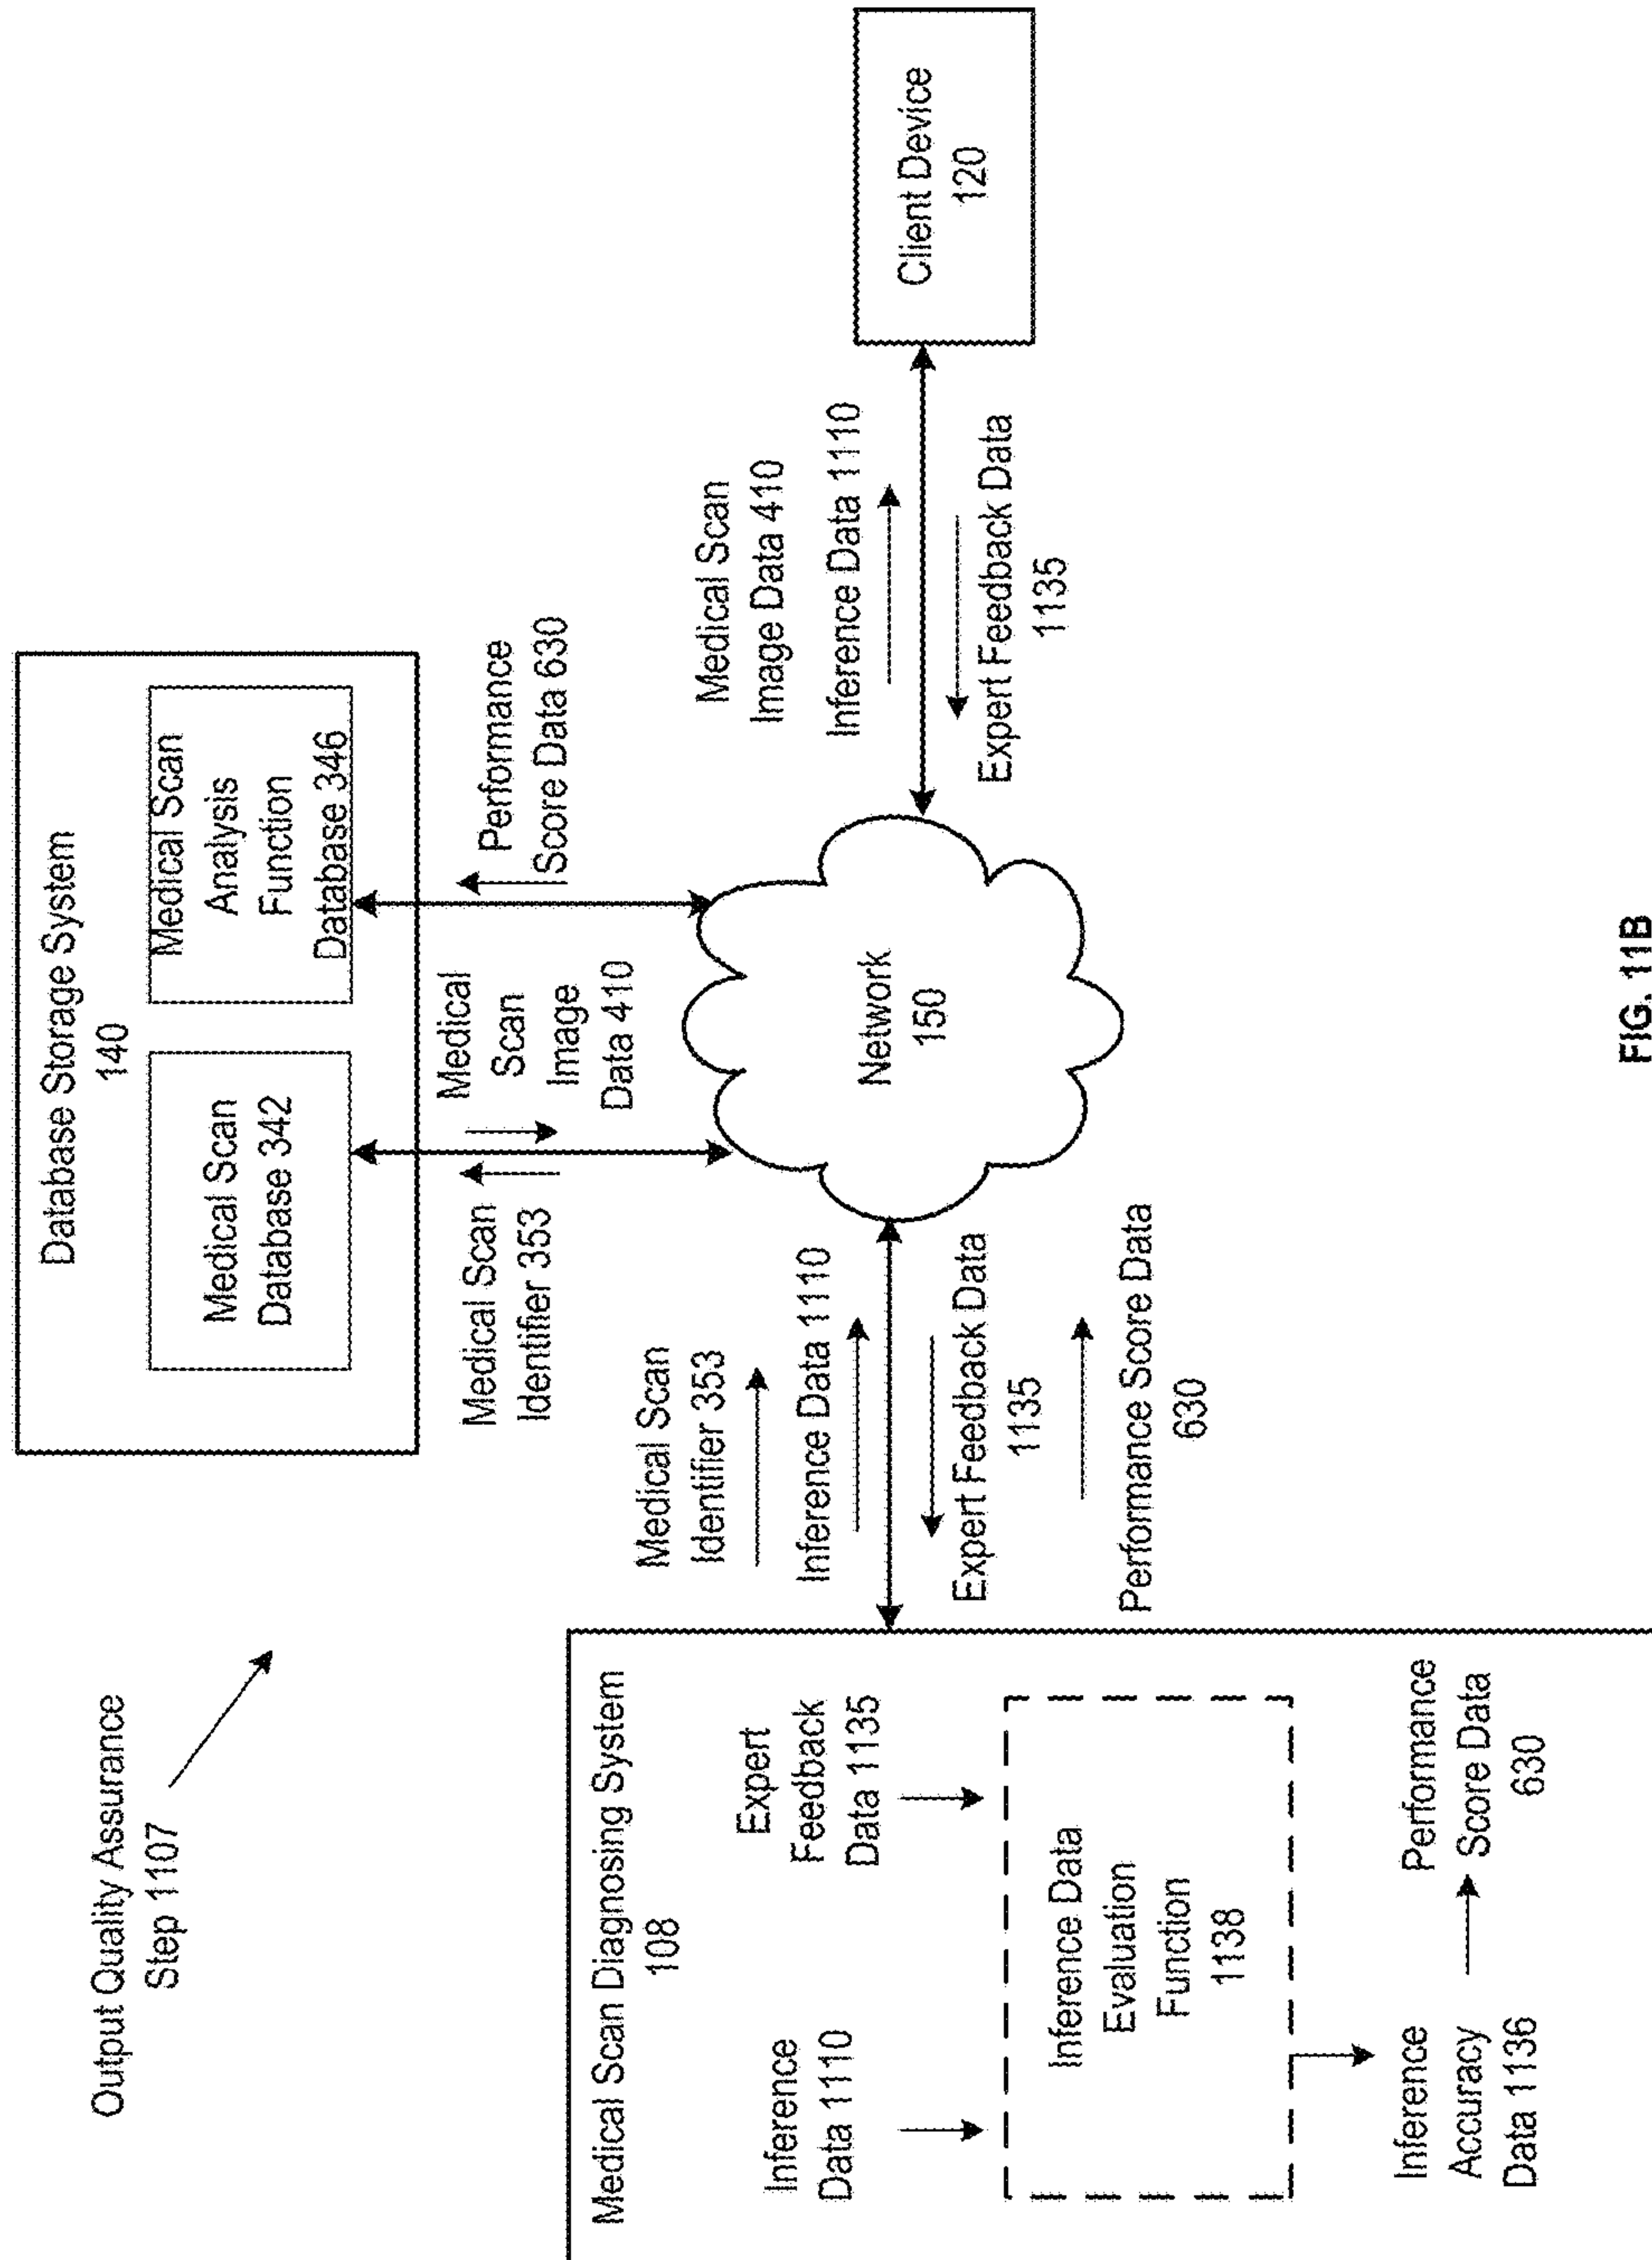 Output Quality Assurance
Step 1107
Database Storage System
140
Medical Scan
Database 342
Medical Scan
Analysis
Function
Database 346
Medical Scan
Identifier 353
Medical
Scan
Image
Data 410
Performance
Score Data 630
Medical Scan Diagnosing System
108
Inference
Data 1110
Expert
Feedback
Data 1135
Inference Data
Evaluation
Function
1138
Inference
Accuracy
Data 1136
Performance
Score Data
630
Medical Scan
Identifier 353
Inference Data 1110
Expert Feedback Data
1135
Performance Score Data
630
Network
150
Medical Scan
Image Data 410
Inference Data 1110
Expert Feedback Data
1135
Client Device
120
FIG. 11B